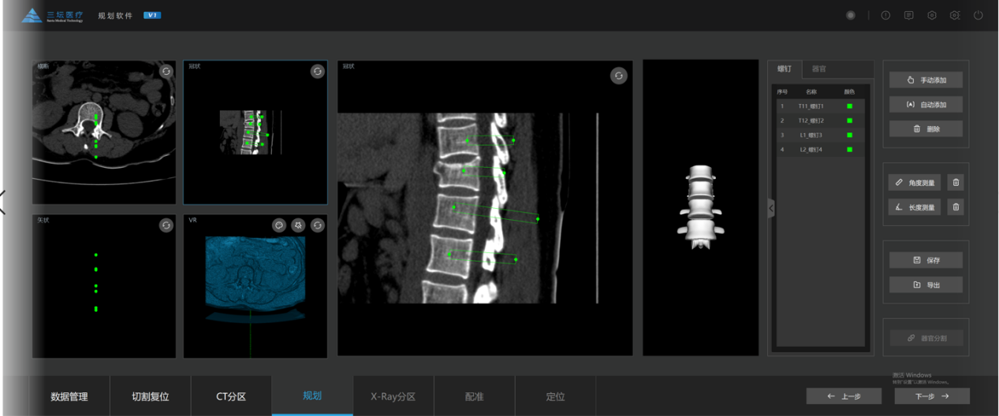 三坛医疗
Santa Medical Technology
规划软件
V1
横断
冠状
冠状
矢状
VR
螺钉
器官
序号 名称 颜色
1 T11_螺钉1
2 T12_螺钉2
3 L1_螺钉3
4 L2_螺钉4
手动添加
自动添加
删除
角度测量
长度测量
保存
导出
器官分割
激活 Windows
转到"设置"以激活 Windows。
数据管理
切割复位
CT分区
规划
X-Ray分区
配准
定位
← 上一步
下一步 →